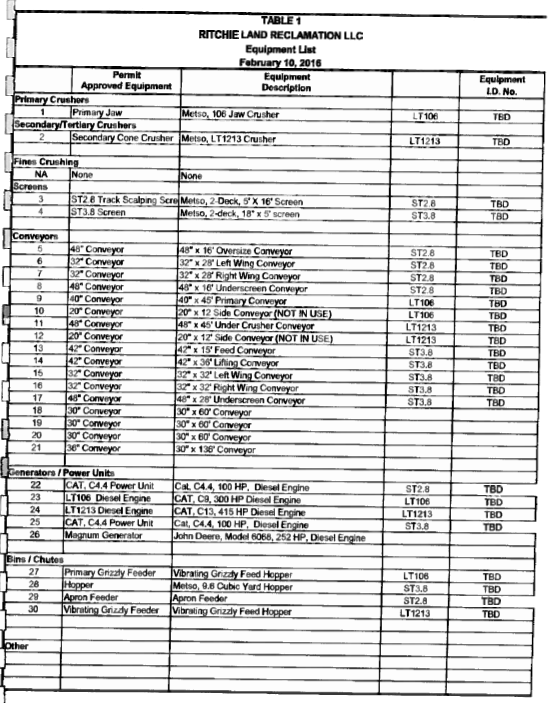 TABLE 1
RITCHIE LAND RECLAMATION LLC
Equipment List
February 10, 2016
Permit Approved Equipment Equipment Description Equipment I.D. No.
Primary Crushers
1 Primary Jaw Metso, 106 Jaw Crusher LT106 TBD
Secondary/Tertiary Crushers
2 Secondary Cone Crusher Metso, LT1213 Crusher LT1213 TBD
Fines Crushing
NA None None
Screens
3 ST2.8 Track Scalping Scre Metso, 2-Deck, 5' X 16' Screen ST2.8 TBD
4 ST3.8 Screen Metso, 2-deck, 18" x 5' screen ST3.8 TBD
Conveyors
5 48" Conveyor 48" x 16' Oversize Conveyor ST2.8 TBD
6 32" Conveyor 32" x 28' Left Wing Conveyor ST2.8 TBD
7 32" Conveyor 32" x 28' Right Wing Conveyor ST2.8 TBD
8 48" Conveyor 48" x 16' Underscreen Conveyor ST2.8 TBD
9 40" Conveyor 40" x 45' Primary Conveyor LT106 TBD
10 20" Conveyor 20" x 12 Side Conveyor (NOT IN USE) LT106 TBD
11 48" Conveyor 48" x 45' Under Crusher Conveyor LT1213 TBD
12 20" Conveyor 20" x 12' Side Conveyor (NOT IN USE) LT1213 TBD
13 42" Conveyor 42" x 15' Feed Conveyor ST3.8 TBD
14 42" Conveyor 42" x 36' Lifting Conveyor ST3.8 TBD
15 32" Conveyor 32" x 32' Left Wing Conveyor ST3.8 TBD
16 32" Conveyor 32" x 32' Right Wing Conveyor ST3.8 TBD
17 48" Conveyor 48" x 28' Underscreen Conveyor ST3.8 TBD
18 30" Conveyor 30" x 60' Conveyor
19 30" Conveyor 30" x 60' Conveyor
20 30" Conveyor 30" x 60' Conveyor
21 36" Conveyor 30" x 136' Conveyor
Generators / Power Units
22 CAT, C4.4 Power Unit Cat, C4.4, 100 HP, Diesel Engine ST2.8 TBD
23 LT106 Diesel Engine CAT, C9, 300 HP Diesel Engine LT106 TBD
24 LT1213 Diesel Engine CAT, C13, 415 HP Diesel Engine LT1213 TBD
25 CAT, C4.4 Power Unit Cat, C4.4, 100 HP, Diesel Engine ST3.8 TBD
26 Magnum Generator John Deere, Model 6068, 252 HP, Diesel Engine
Bins / Chutes
27 Primary Grizzly Feeder Vibrating Grizzly Feed Hopper LT106 TBD
28 Hopper Metso, 9.8 Cubic Yard Hopper ST3.8 TBD
29 Apron Feeder Apron Feeder ST2.8 TBD
30 Vibrating Grizzly Feeder Vibrating Grizzly Feed Hopper LT1213 TBD
Other